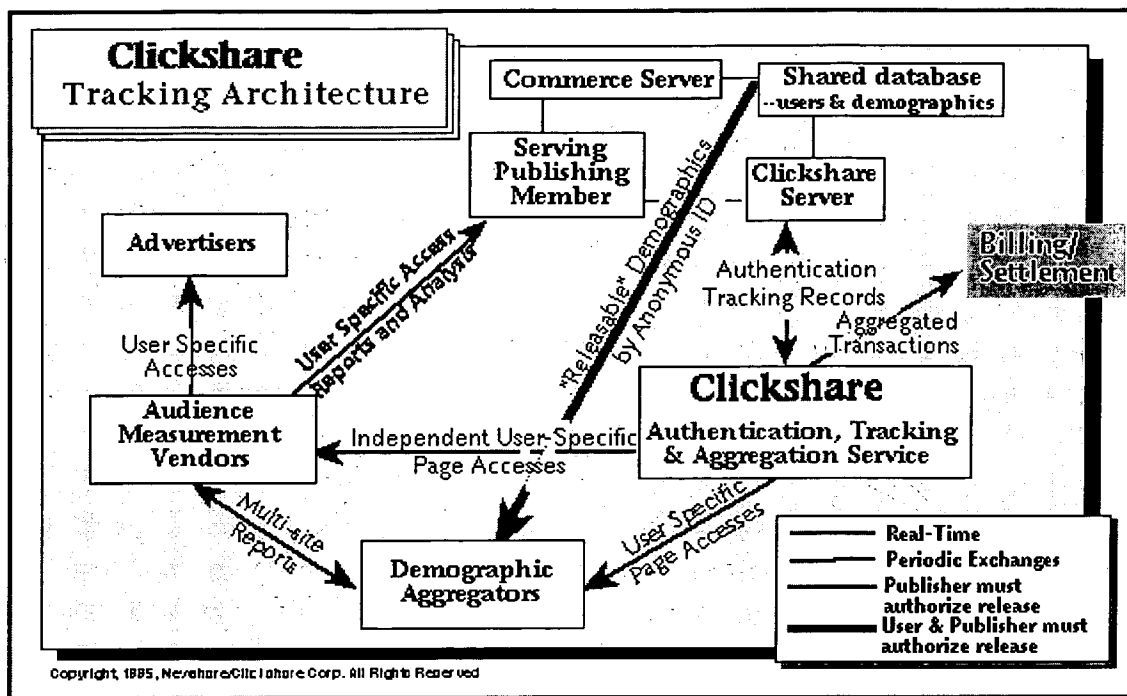 Clickshare
Tracking Architecture
Commerce Server
Shared database
--users & demographics
Serving
Publishing
Member
Clickshare
Server
Advertisers
Billing/
Settlement
User Specific Access
Reports and Analysis
"Releasable" Demographics
by Anonymous ID
Authentication
Tracking Records
Aggregated
Transactions
User Specific
Accesses
Audience
Measurement
Vendors
Independent User-Specific
Page Accesses
Clickshare
Authentication, Tracking
& Aggregation Service
Multi-site
Reports
User Specific
Page Accesses
Demographic
Aggregators
Real-Time
Periodic Exchanges
Publisher must
authorize release
User & Publisher must
authorize release
Copyright, 1995, Newshare/Clickshare Corp. All Rights Reserved